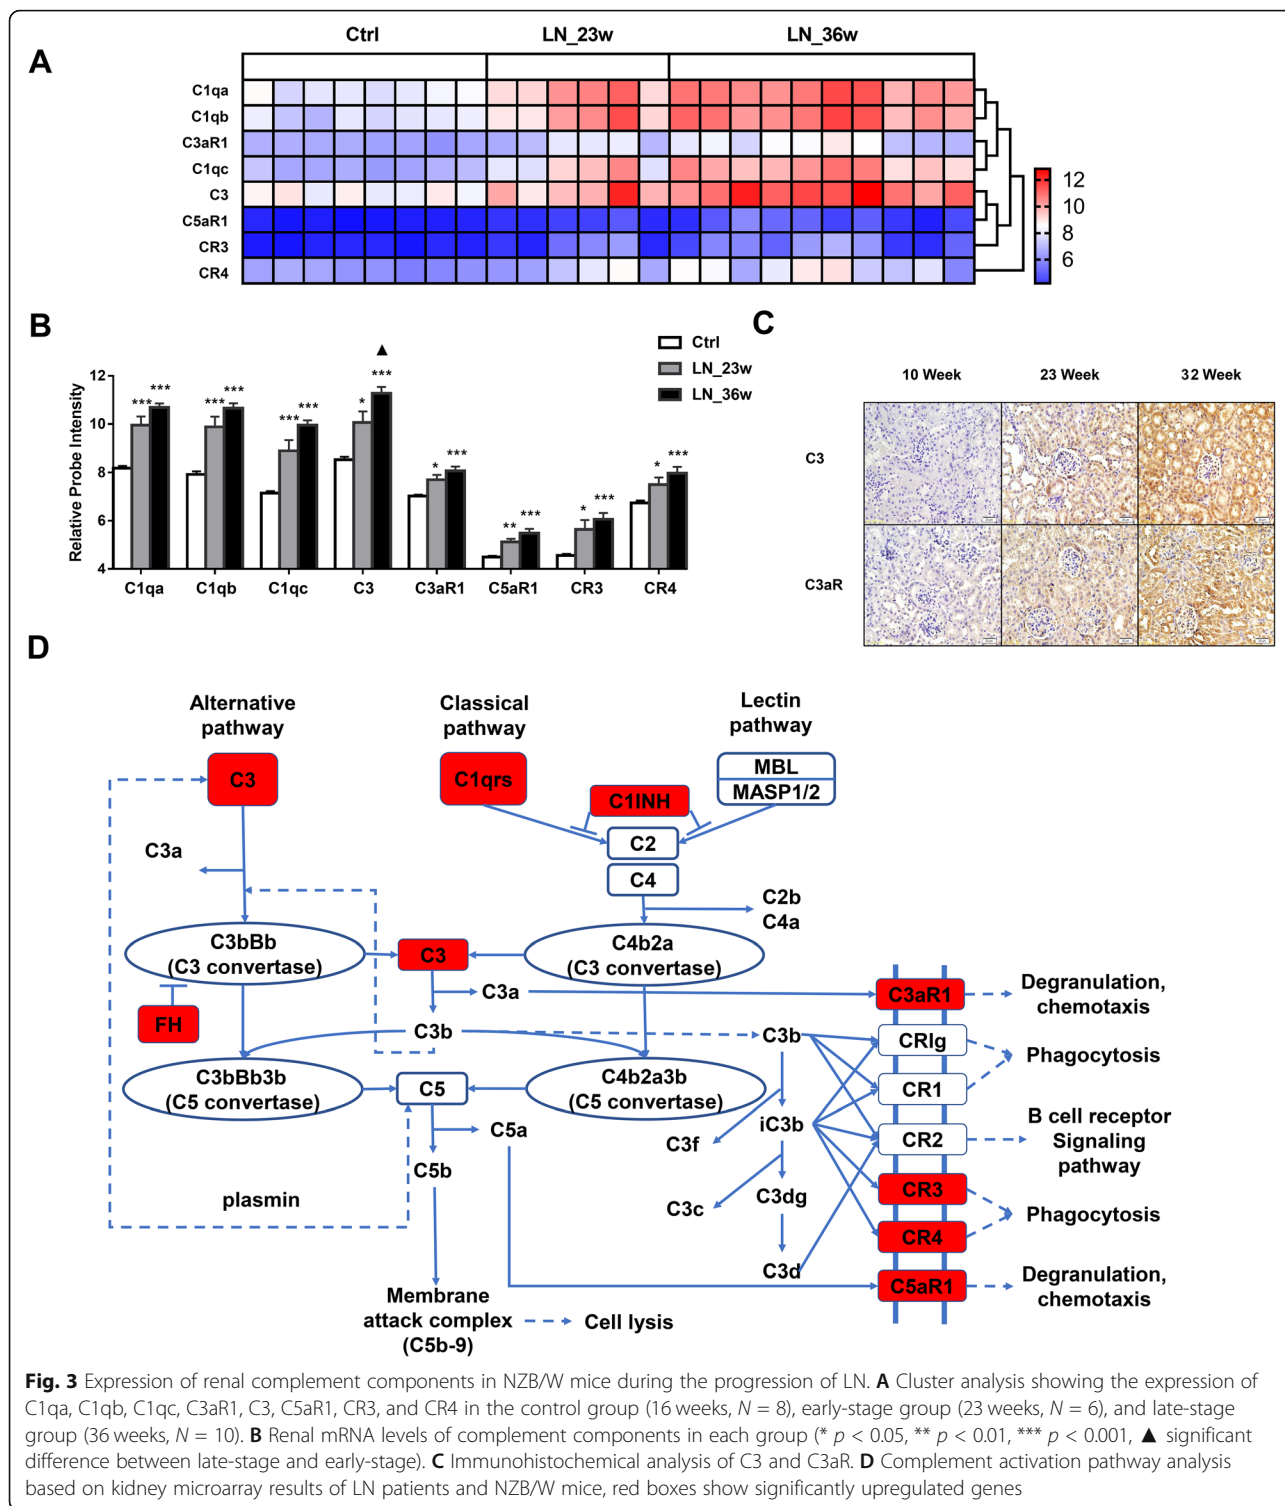 A
Ctrl
LN_23w
LN_36w
C1qa
C1qb
C3aR1
C1qc
C3
C5aR1
CR3
CR4
12
10
8
6
B
Relative Probe Intensity
12
10
8
6
4
Ctrl
LN_23w
LN_36w
▲
*** ***
*** ***
*** ***
* ***
* ***
** ***
* ***
* ***
C1qa C1qb C1qc C3 C3aR1 C5aR1 CR3 CR4
C
10 Week 23 Week 32 Week
C3
C3aR
D
Alternative
pathway
Classical
pathway
Lectin
pathway
C3
C1qrs
C1INH
MBL
MASP1/2
C2
C4
C3a
C2b
C4a
C3bBb
(C3 convertase)
C3
C4b2a
(C3 convertase)
FH
C3a
C3b
C3b
C3bBb3b
(C5 convertase)
C5
C4b2a3b
(C5 convertase)
C5a
C5b
plasmin
iC3b
C3f
C3c
C3dg
C3d
C3aR1
CRIg
CR1
CR2
CR3
CR4
C5aR1
Degranulation,
chemotaxis
Phagocytosis
B cell receptor
Signaling
pathway
Phagocytosis
Degranulation,
chemotaxis
Membrane
attack complex
(C5b-9)
Cell lysis
Fig. 3 Expression of renal complement components in NZB/W mice during the progression of LN. A Cluster analysis showing the expression of
C1qa, C1qb, C1qc, C3aR1, C3, C5aR1, CR3, and CR4 in the control group (16 weeks, N = 8), early-stage group (23 weeks, N = 6), and late-stage
group (36 weeks, N = 10). B Renal mRNA levels of complement components in each group (* p < 0.05, ** p < 0.01, *** p < 0.001, ▲ significant
difference between late-stage and early-stage). C Immunohistochemical analysis of C3 and C3aR. D Complement activation pathway analysis
based on kidney microarray results of LN patients and NZB/W mice, red boxes show significantly upregulated genes